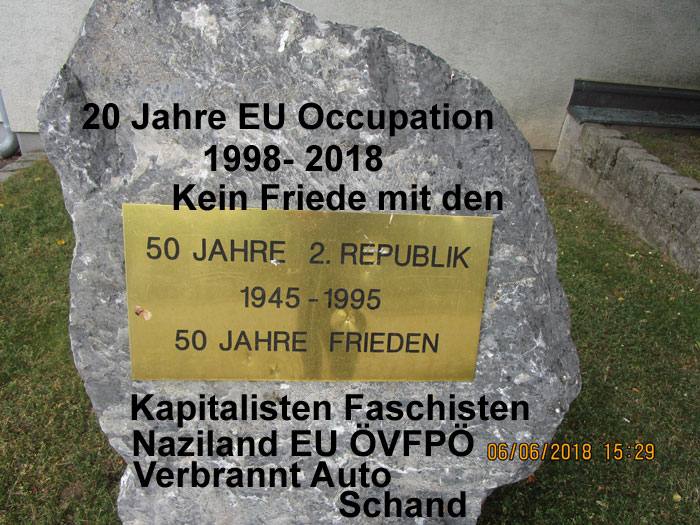 20 Jahre EU Occupation
1998- 2018
Kein Friede mit den
50 JAHRE 2. REPUBLIK
1945-1995
50 JAHRE FRIEDEN
Kapitalisten Faschisten
Naziland EU ÖVFPÖ
06/06/2018 15:29
Verbrannt Auto
Schand